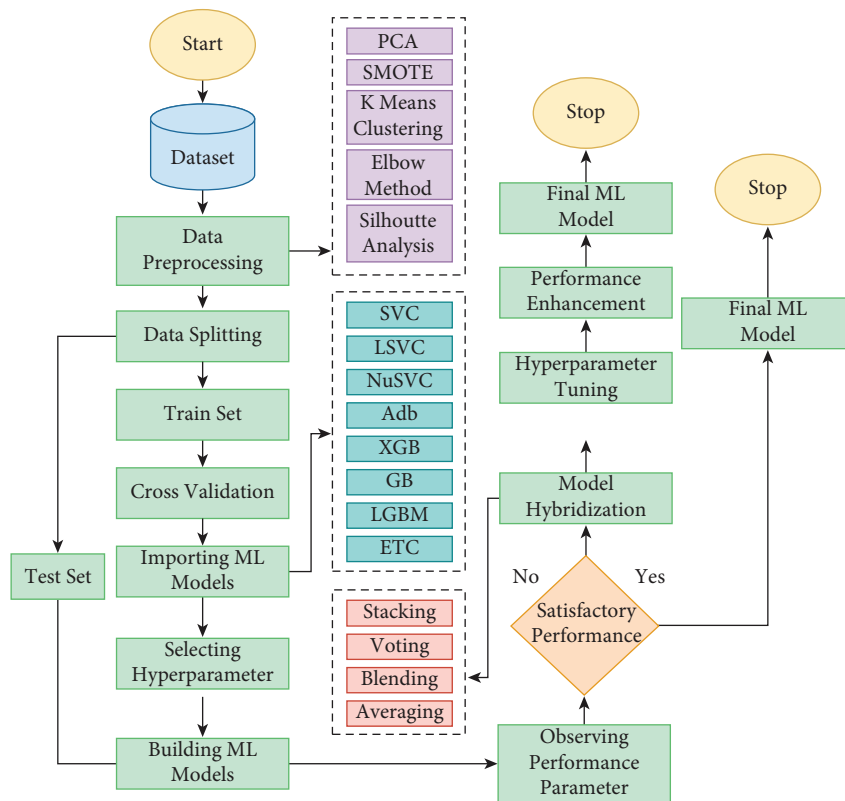 Start
Dataset
Data
Preprocessing
Data Splitting
Train Set
Cross Validation
Importing ML
Models
Test Set
Selecting
Hyperparameter
Building ML
Models
PCA
SMOTE
K Means
Clustering
Elbow
Method
Silhoutte
Analysis
SVC
LSVC
NuSVC
Adb
XGB
GB
LGBM
ETC
Stacking
Voting
Blending
Averaging
Stop
Final ML
Model
Performance
Enhancement
Hyperparameter
Tuning
Model
Hybridization
No
Yes
Satisfactory
Performance
Observing
Performance
Parameter
Stop
Final ML
Model